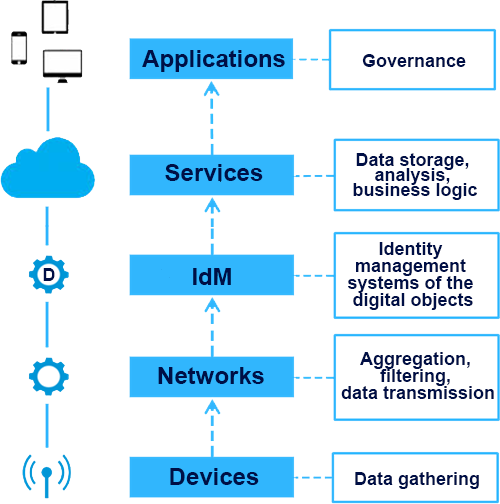 Applications
Governance
Services
Data storage,
analysis,
business logic
D
IdM
Identity
management
systems of the
digital objects
Networks
Aggregation,
filtering,
data transmission
Devices
Data gathering